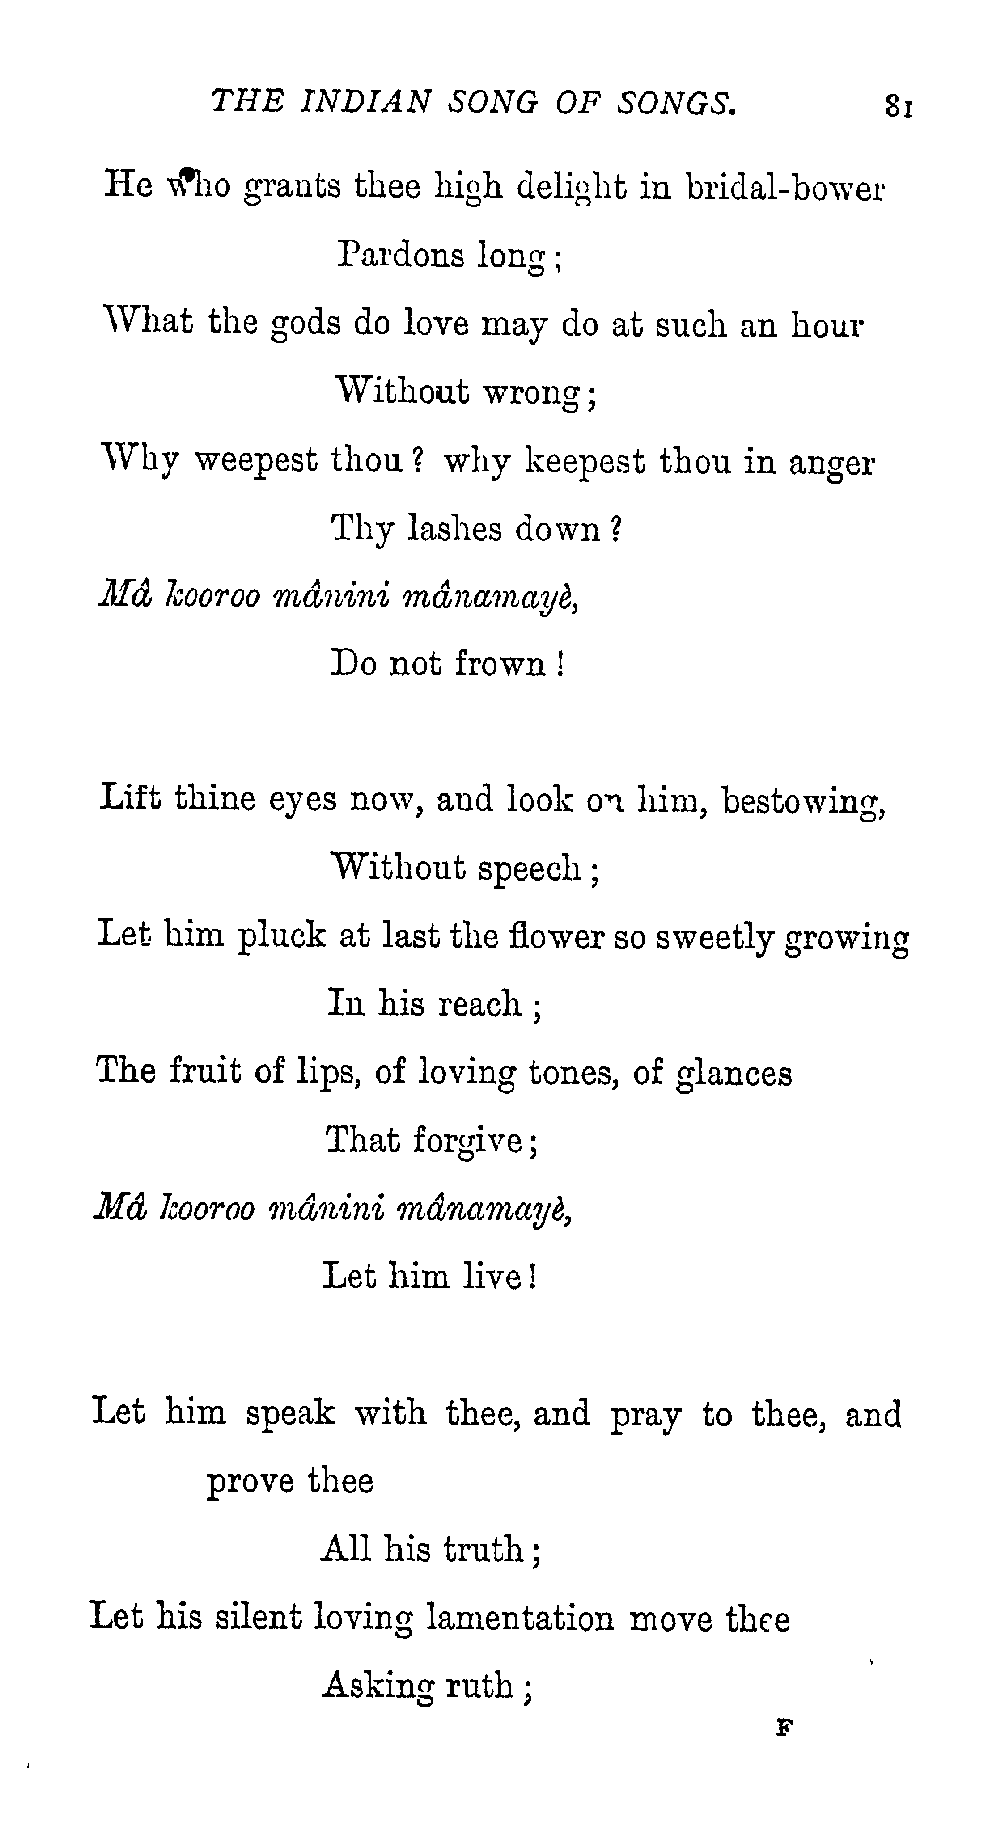 THE INDIAN SONG OF SONGS. 81
He who grants thee high delight in bridal-bower
Pardons long;
What the gods do love may do at such an hour
Without wrong;
Why weepest thou? why keepest thou in anger
Thy lashes down?
Mâ kooroo mânini mânamayè,
Do not frown!
Lift thine eyes now, and look on him, bestowing,
Without speech;
Let him pluck at last the flower so sweetly growing
In his reach;
The fruit of lips, of loving tones, of glances
That forgive;
Mâ kooroo mânini mânamayè,
Let him live!
Let him speak with thee, and pray to thee, and
prove thee
All his truth;
Let his silent loving lamentation move thee
Asking ruth;
F